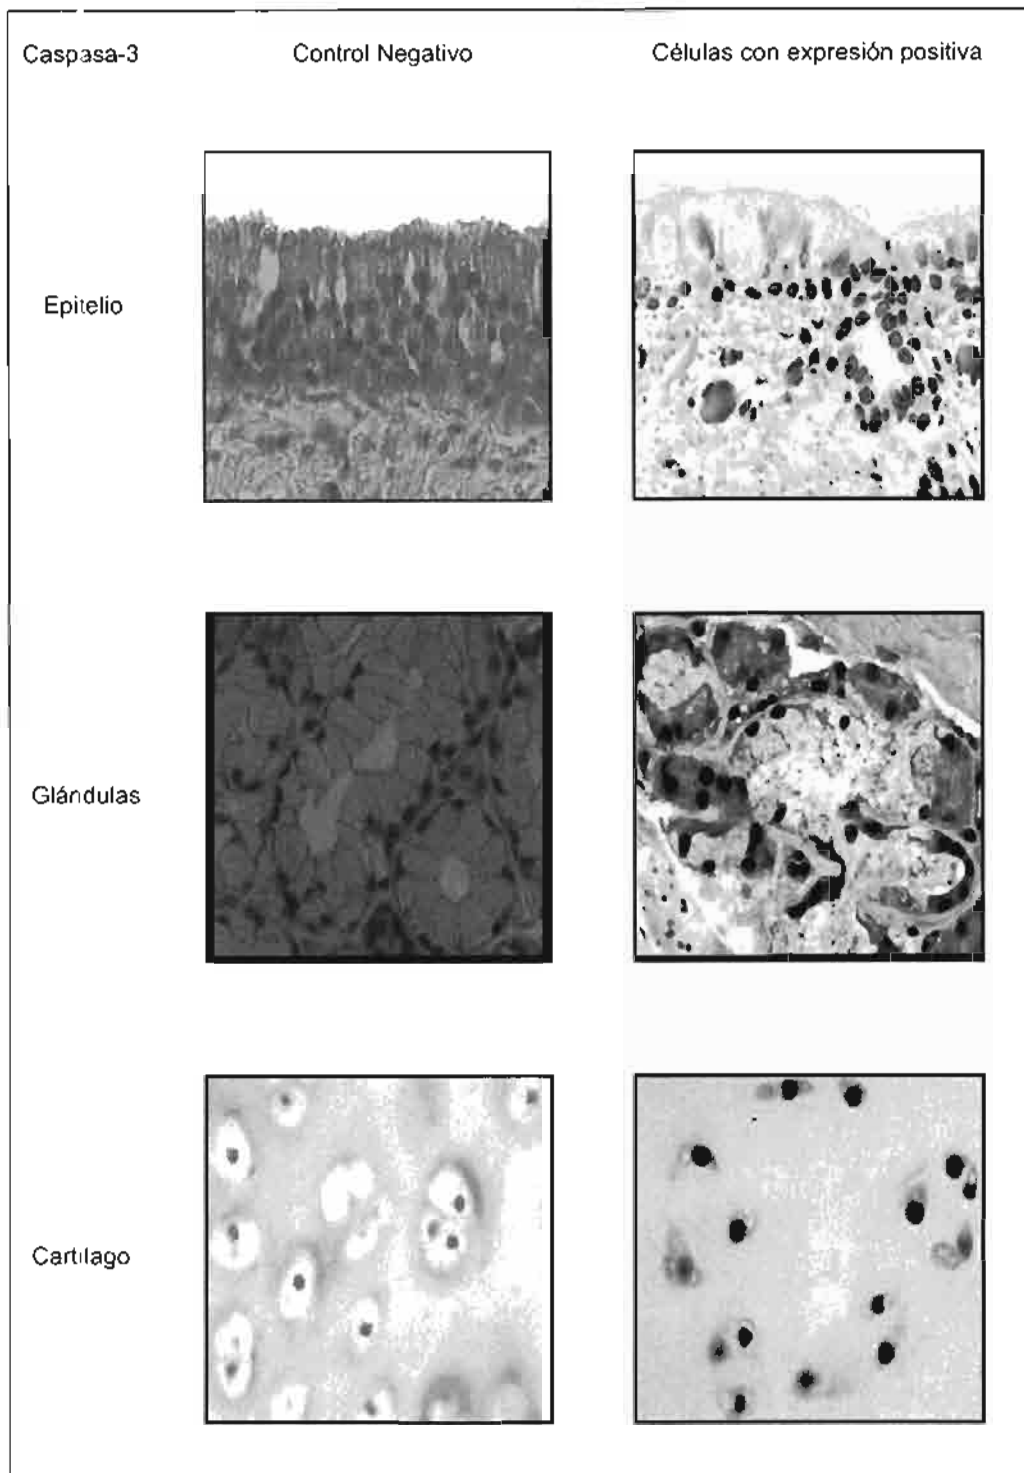 Caspasa-3 Control Negativo Células con expresión positiva
Epitelio
Glándulas
Cartílago